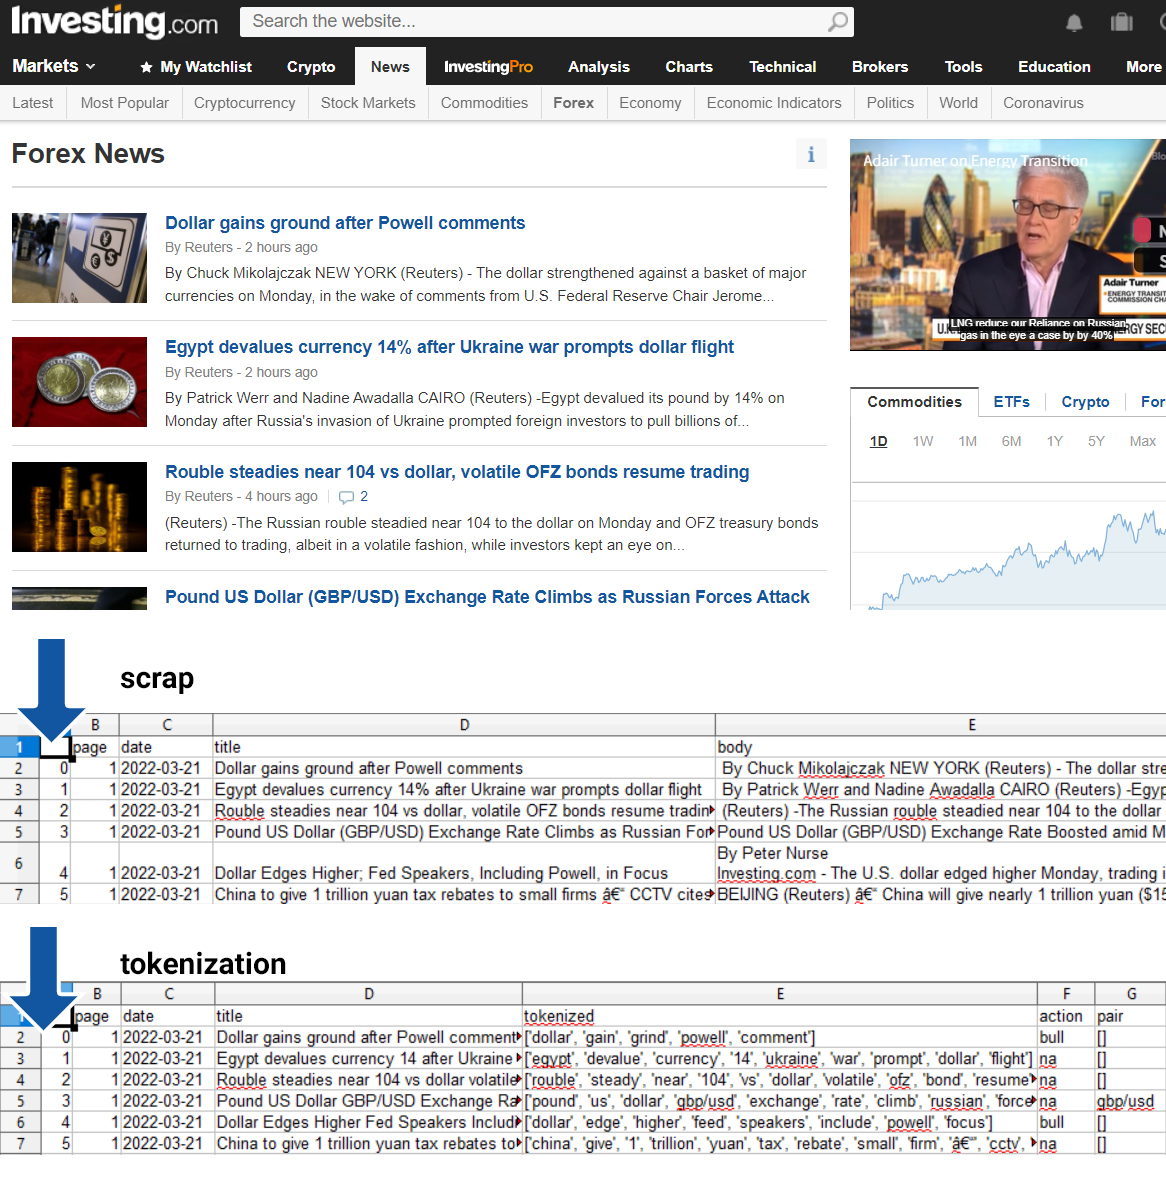 Investing.com
Search the website...
Markets
My Watchlist
Crypto
News
InvestingPro
Analysis
Charts
Technical
Brokers
Tools
Education
More
Latest
Most Popular
Cryptocurrency
Stock Markets
Commodities
Forex
Economy
Economic Indicators
Politics
World
Coronavirus
Forex News
i
Dollar gains ground after Powell comments
By Reuters - 2 hours ago
By Chuck Mikolajczak NEW YORK (Reuters) - The dollar strengthened against a basket of major
currencies on Monday, in the wake of comments from U.S. Federal Reserve Chair Jerome...
Egypt devalues currency 14% after Ukraine war prompts dollar flight
By Reuters - 2 hours ago
By Patrick Werr and Nadine Awadalla CAIRO (Reuters) -Egypt devalued its pound by 14% on
Monday after Russia's invasion of Ukraine prompted foreign investors to pull billions of...
Rouble steadies near 104 vs dollar, volatile OFZ bonds resume trading
By Reuters - 4 hours ago
2
(Reuters) -The Russian rouble steadied near 104 to the dollar on Monday and OFZ treasury bonds
returned to trading, albeit in a volatile fashion, while investors kept an eye on...
Pound US Dollar (GBP/USD) Exchange Rate Climbs as Russian Forces Attack
Adair Turner on Energy Transition
Adair Turner
ENERGY TRANSIT
COMMISSION CHA
LNG reduce our Reliance on Russian
gas in the eye a case by by 40%
Commodities
ETFs
Crypto
For
1D
1W
1M
6M
1Y
5Y
Max
scrap
B C D E
1 page date title body
2 0 1 2022-03-21 Dollar gains ground after Powell comments By Chuck Mikolajczak NEW YORK (Reuters) - The dollar stre
3 1 1 2022-03-21 Egypt devalues currency 14% after Ukraine war prompts dollar flight By Patrick Werr and Nadine Awadalla CAIRO (Reuters) -Egyp
4 2 1 2022-03-21 Rouble steadies near 104 vs dollar, volatile OFZ bonds resume tradin (Reuters) -The Russian rouble steadied near 104 to the dollar
5 3 1 2022-03-21 Pound US Dollar (GBP/USD) Exchange Rate Climbs as Russian For Pound US Dollar (GBP/USD) Exchange Rate Boosted amid M
By Peter Nurse
6 4 1 2022-03-21 Dollar Edges Higher; Fed Speakers, Including Powell, in Focus Investing.com - The U.S. dollar edged higher Monday, trading i
7 5 1 2022-03-21 China to give 1 trillion yuan tax rebates to small firms â€“ CCTV cites BEIJING (Reuters) â€“ China will give nearly 1 trillion yuan ($15
tokenization
B C D E F G
1 page date title tokenized action pair
2 0 1 2022-03-21 Dollar gains ground after Powell comment ['dollar', 'gain', 'grind', 'powell', 'comment'] bull []
3 1 1 2022-03-21 Egypt devalues currency 14 after Ukraine ['egypt', 'devalue', 'currency', '14', 'ukraine', 'war', 'prompt', 'dollar', 'flight'] na []
4 2 1 2022-03-21 Rouble steadies near 104 vs dollar volatile ['rouble', 'steady', 'near', '104', 'vs', 'dollar', 'volatile', 'ofz', 'bond', 'resume' na []
5 3 1 2022-03-21 Pound US Dollar GBP/USD Exchange Ra ['pound', 'us', 'dollar', 'gbp/usd', 'exchange', 'rate', 'climb', 'russian', 'force na gbp/usd
6 4 1 2022-03-21 Dollar Edges Higher Fed Speakers Includi ['dollar', 'edge', 'higher', 'feed', 'speakers', 'include', 'powell', 'focus'] bull []
7 5 1 2022-03-21 China to give 1 trillion yuan tax rebates to ['china', 'give', '1', 'trillion', 'yuan', 'tax', 'rebate', 'small', 'firm', 'â€“', 'cctv', na []